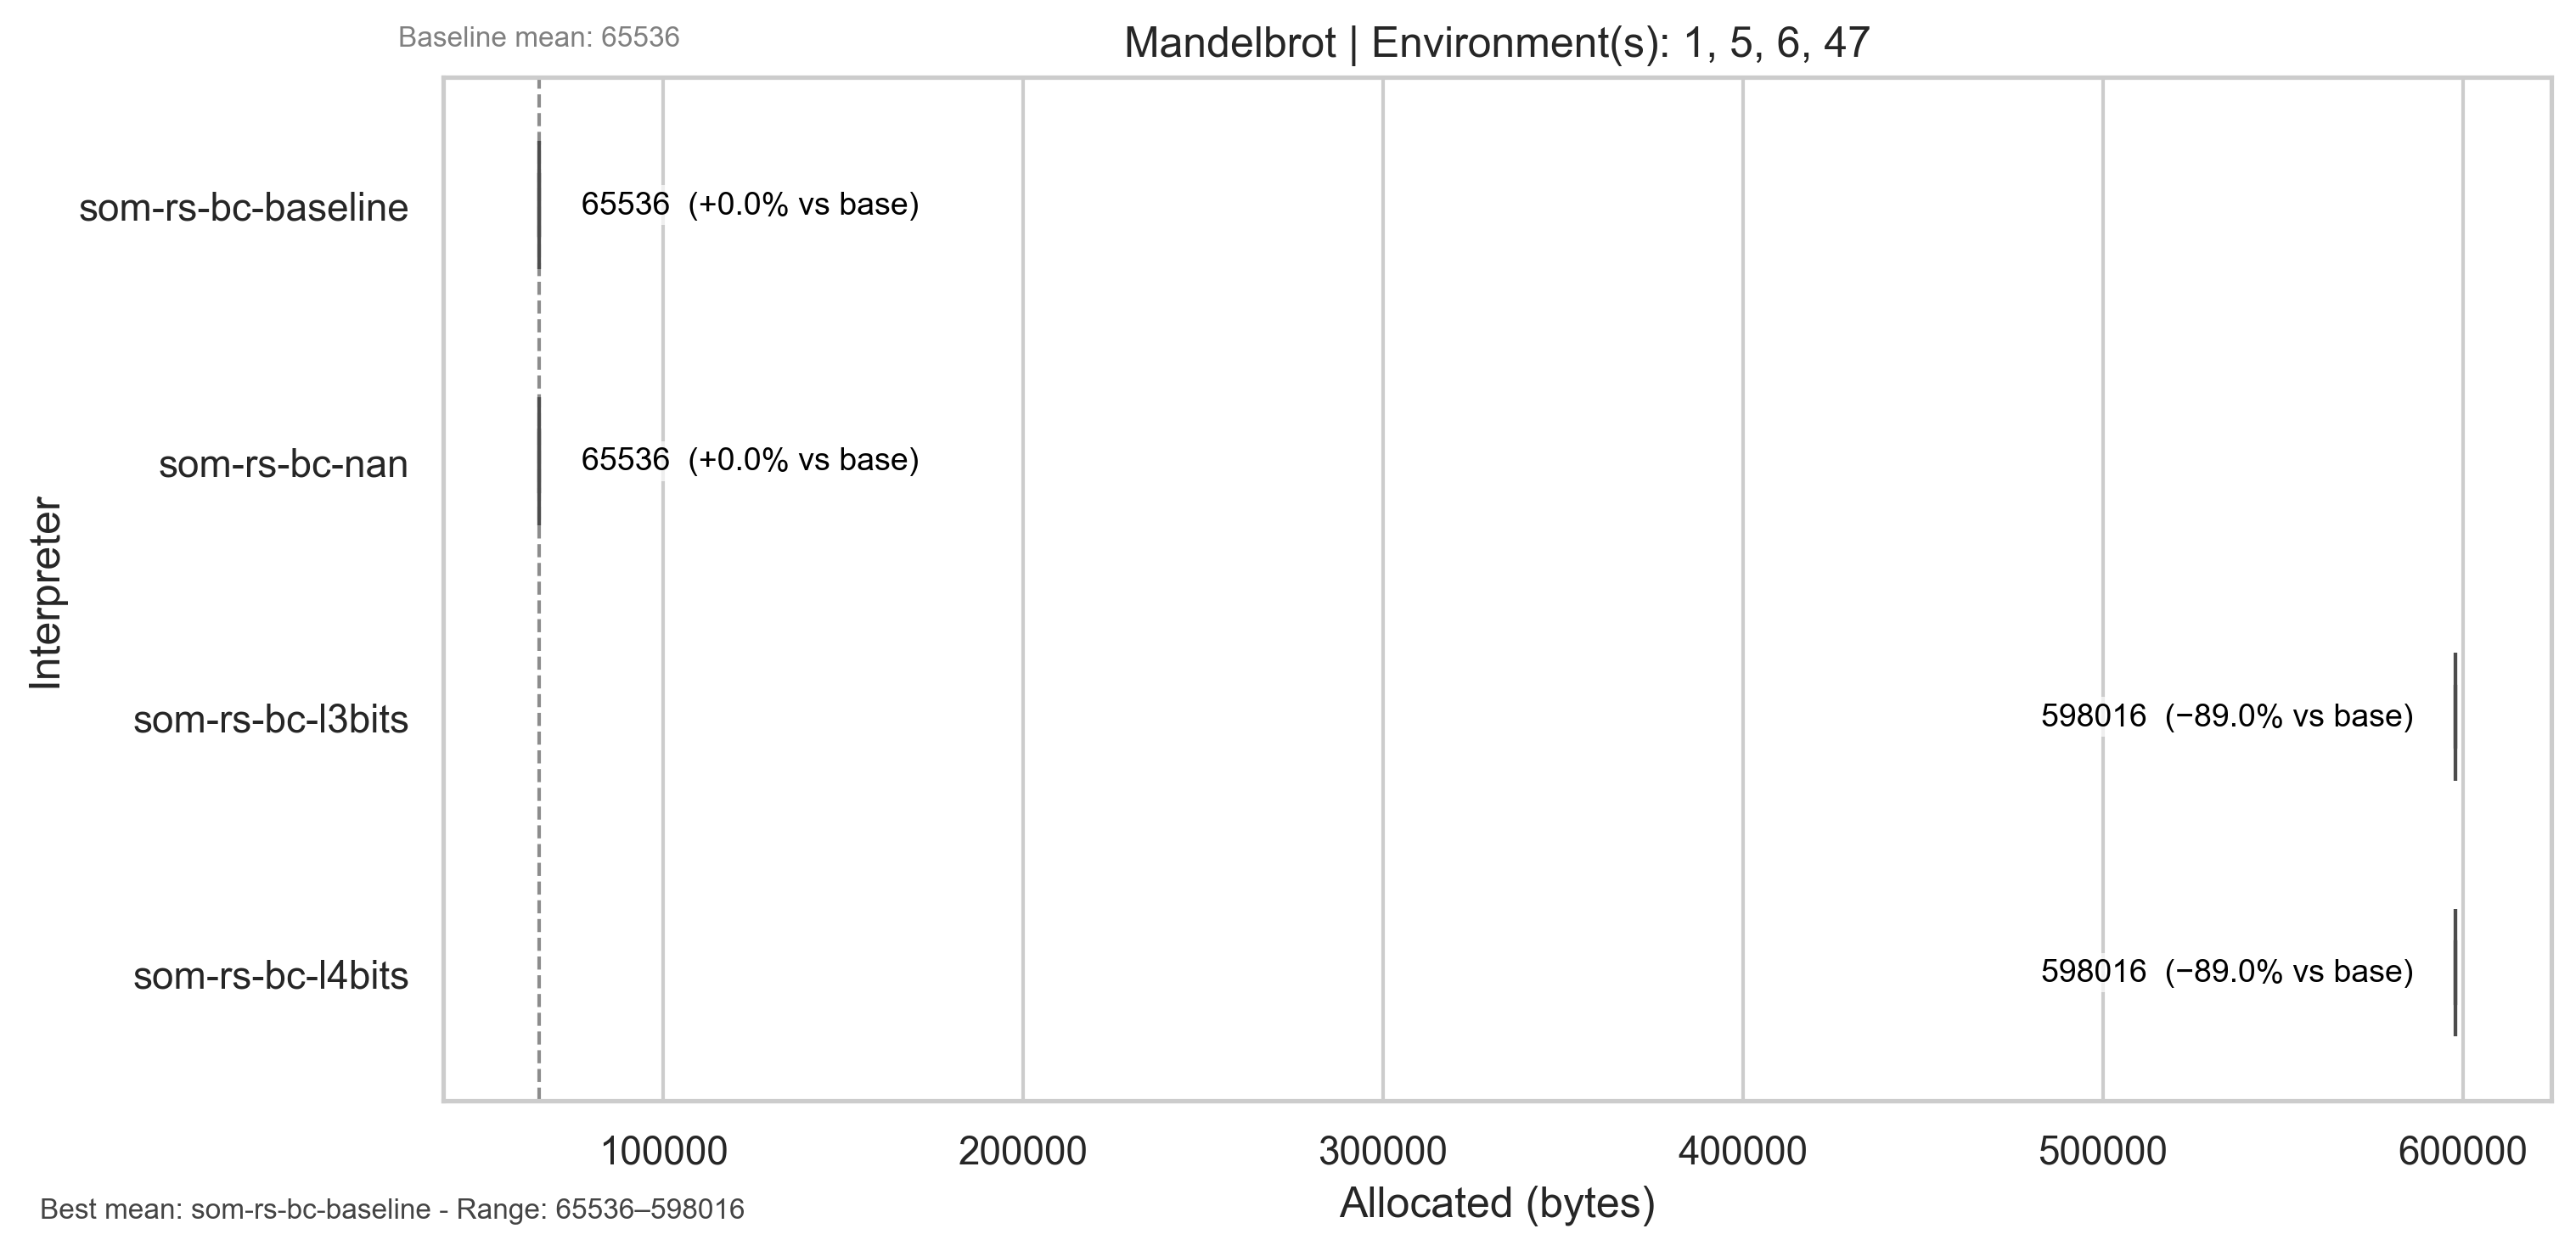 Baseline mean: 65536
Mandelbrot | Environment(s): 1, 5, 6, 47
Interpreter
som-rs-bc-baseline
65536 (+0.0% vs base)
som-rs-bc-nan
65536 (+0.0% vs base)
som-rs-bc-l3bits
598016 (−89.0% vs base)
som-rs-bc-l4bits
598016 (−89.0% vs base)
100000 200000 300000 400000 500000 600000
Allocated (bytes)
Best mean: som-rs-bc-baseline - Range: 65536–598016